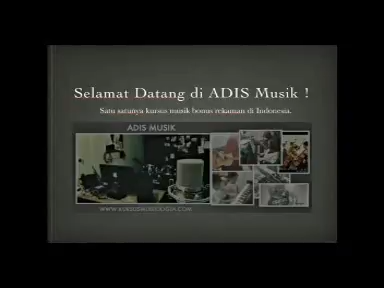 Selamat Datang di ADIS Musik !
Satu satunya kursus musik bonus rekaman di Indonesia.
ADIS MUSIK